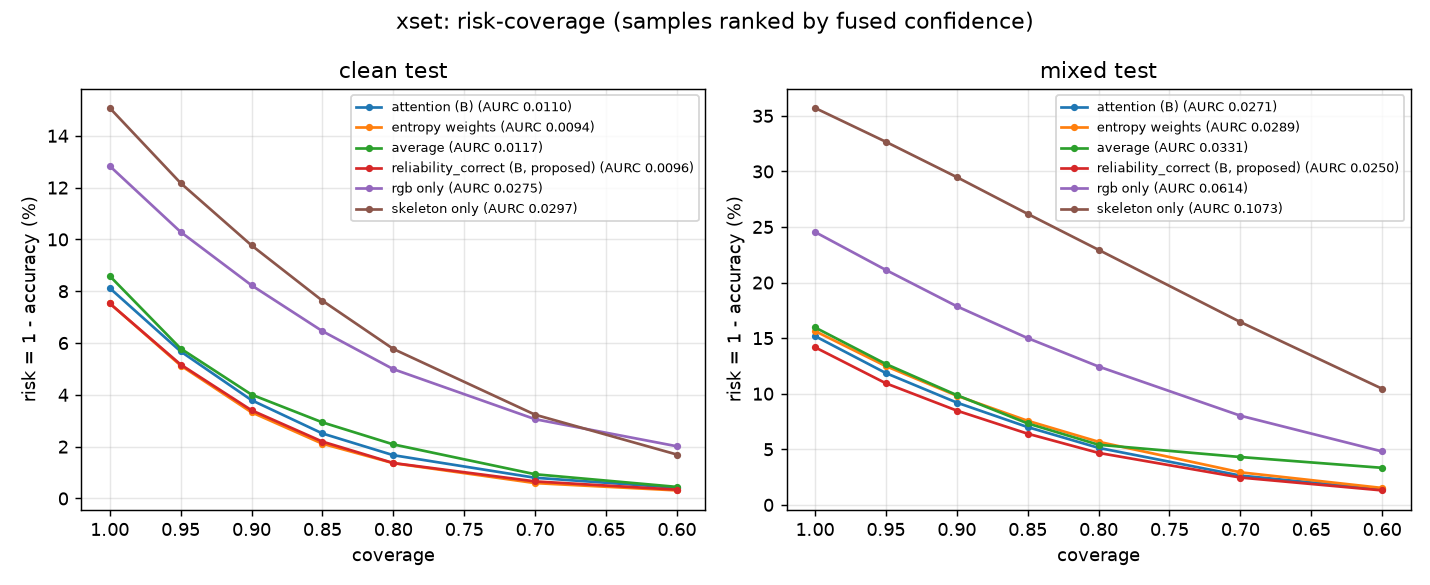 xset: risk-coverage (samples ranked by fused confidence)
clean test
risk = 1 - accuracy (%)
14
12
10
8
6
4
2
0
attention (B) (AURC 0.0110)
entropy weights (AURC 0.0094)
average (AURC 0.0117)
reliability_correct (B, proposed) (AURC 0.0096)
rgb only (AURC 0.0275)
skeleton only (AURC 0.0297)
1.00 0.95 0.90 0.85 0.80 0.75 0.70 0.65 0.60
coverage
mixed test
risk = 1 - accuracy (%)
35
30
25
20
15
10
5
0
attention (B) (AURC 0.0271)
entropy weights (AURC 0.0289)
average (AURC 0.0331)
reliability_correct (B, proposed) (AURC 0.0250)
rgb only (AURC 0.0614)
skeleton only (AURC 0.1073)
1.00 0.95 0.90 0.85 0.80 0.75 0.70 0.65 0.60
coverage